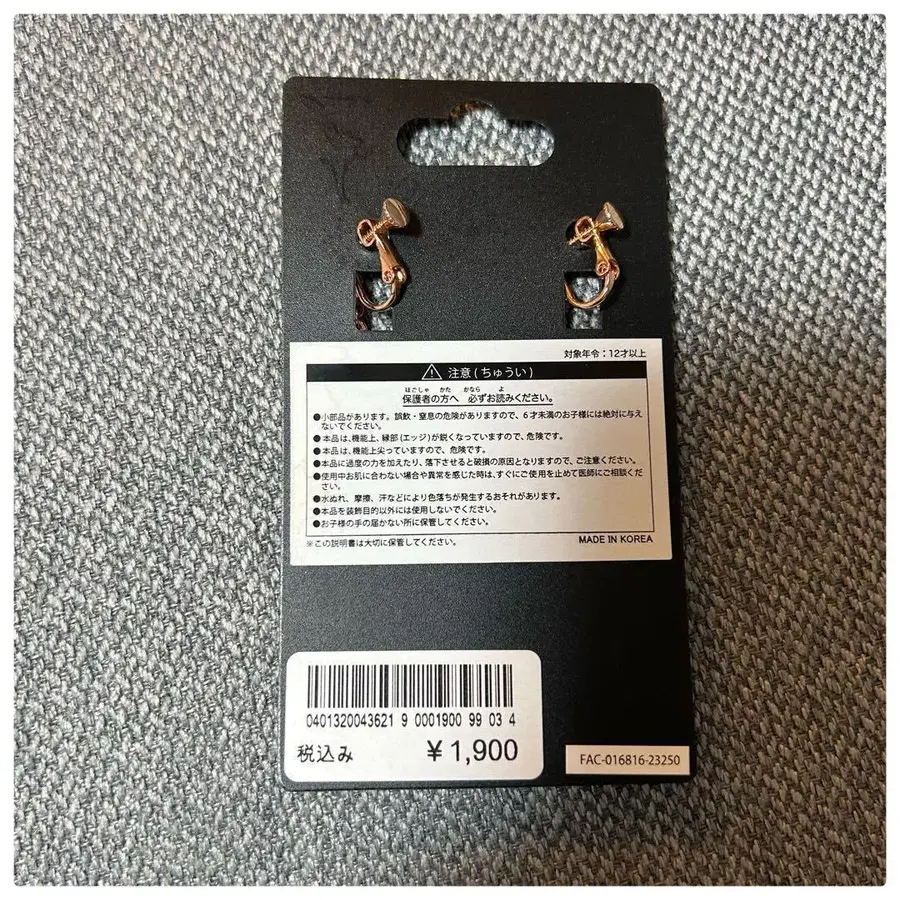 対象年令：12才以上
⚠ 注意 (ちゅうい)
ほごしゃ かた かなら よ
保護者の方へ 必ずお読みください。
●小部品があります。誤飲・窒息の危険がありますので、6才未満のお子様には絶対に与え
ないでください。
●本品は、機能上、縁部(エッジ)が鋭くなっていますので、危険です。
●本品は、機能上尖っていますので、危険です。
●本品に過度の力を加えたり、落下させると破損の原因となりますので、ご注意ください。
●使用中お肌に合わない場合や異常を感じた時は、すぐにご使用を止めて医師にご相談くだ
さい。
●水ぬれ、摩擦、汗などにより色落ちが発生するおそれがあります。
●本品を装飾目的以外には使用しないでください。
●お子様の手の届かない所に保管してください。
※この説明書は大切に保管してください。 MADE IN KOREA
0401320043621 9 0001900 99 03 4
税込み ¥1,900
FAC-016816-23250